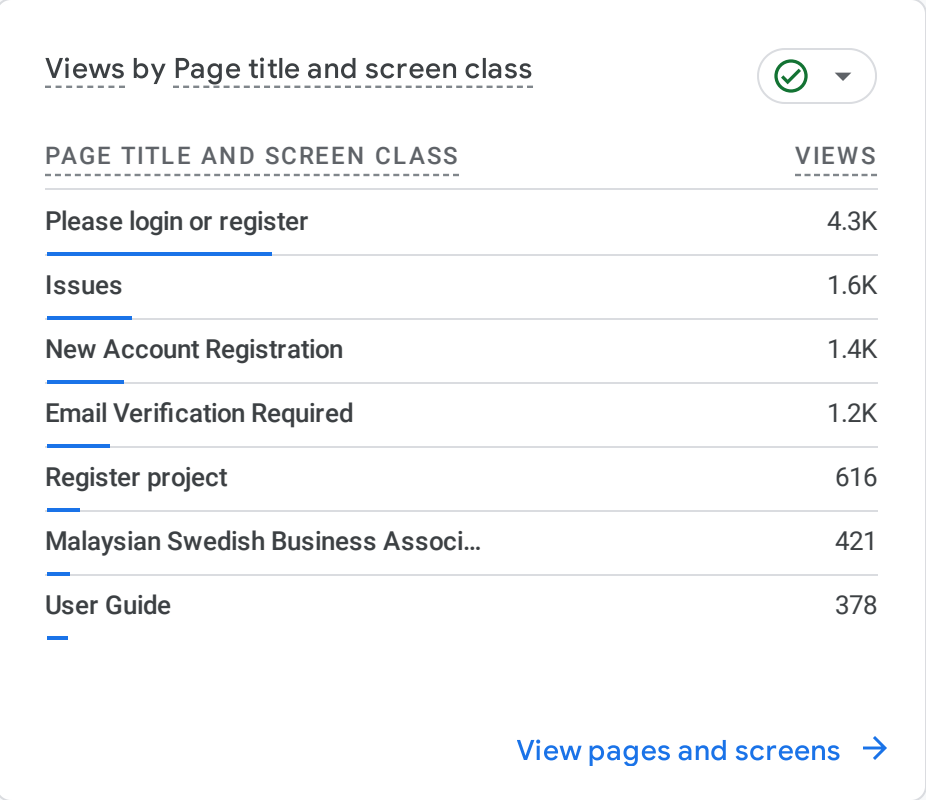 Views by Page title and screen class
PAGE TITLE AND SCREEN CLASS VIEWS
Please login or register 4.3K
Issues 1.6K
New Account Registration 1.4K
Email Verification Required 1.2K
Register project 616
Malaysian Swedish Business Associ... 421
User Guide 378
View pages and screens